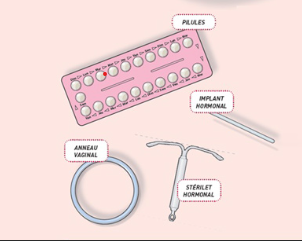 PILULES
IMPLANT
HORMONAL
ANNEAU
VAGINAL
STÉRILET
HORMONAL